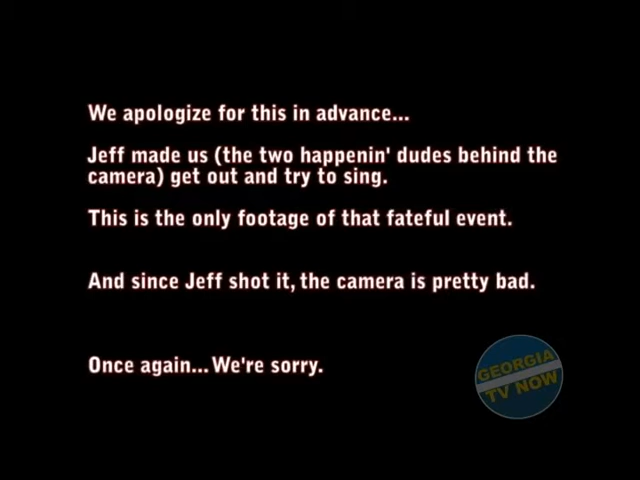 We apologize for this in advance...
Jeff made us (the two happenin' dudes behind the
camera) get out and try to sing.
This is the only footage of that fateful event.
And since Jeff shot it, the camera is pretty bad.
Once again... We're sorry.
GEORGIA
TV NOW